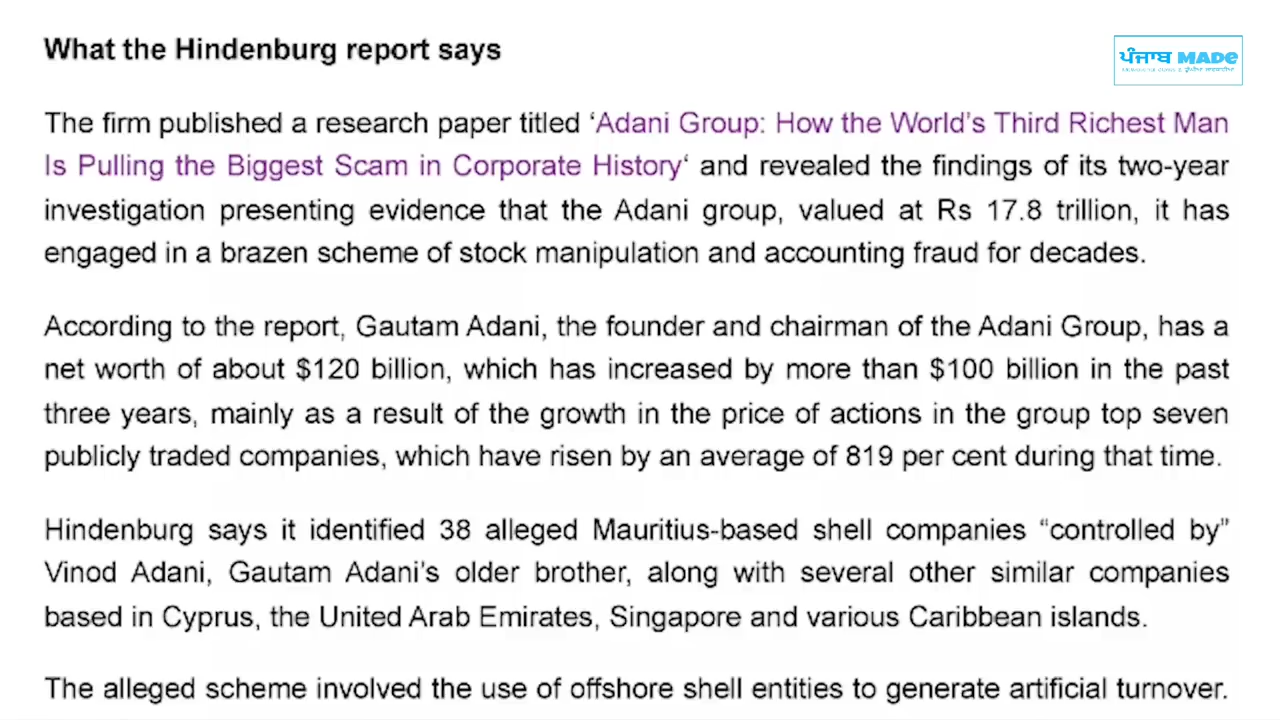 What the Hindenburg report says
ਪੰਜਾਬ MADe
The firm published a research paper titled ‘Adani Group: How the World’s Third Richest Man
Is Pulling the Biggest Scam in Corporate History‘ and revealed the findings of its two-year
investigation presenting evidence that the Adani group, valued at Rs 17.8 trillion, it has
engaged in a brazen scheme of stock manipulation and accounting fraud for decades.
According to the report, Gautam Adani, the founder and chairman of the Adani Group, has a
net worth of about $120 billion, which has increased by more than $100 billion in the past
three years, mainly as a result of the growth in the price of actions in the group top seven
publicly traded companies, which have risen by an average of 819 per cent during that time.
Hindenburg says it identified 38 alleged Mauritius-based shell companies “controlled by”
Vinod Adani, Gautam Adani’s older brother, along with several other similar companies
based in Cyprus, the United Arab Emirates, Singapore and various Caribbean islands.
The alleged scheme involved the use of offshore shell entities to generate artificial turnover.